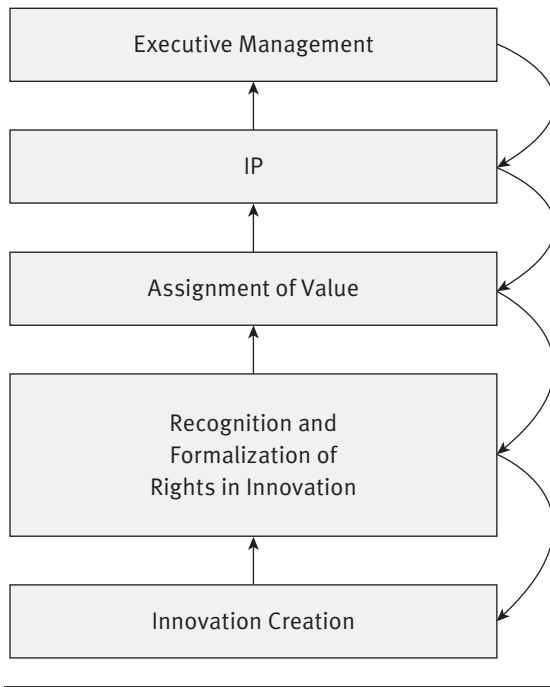 Executive Management
IP
Assignment of Value
Recognition and
Formalization of
Rights in Innovation
Innovation Creation